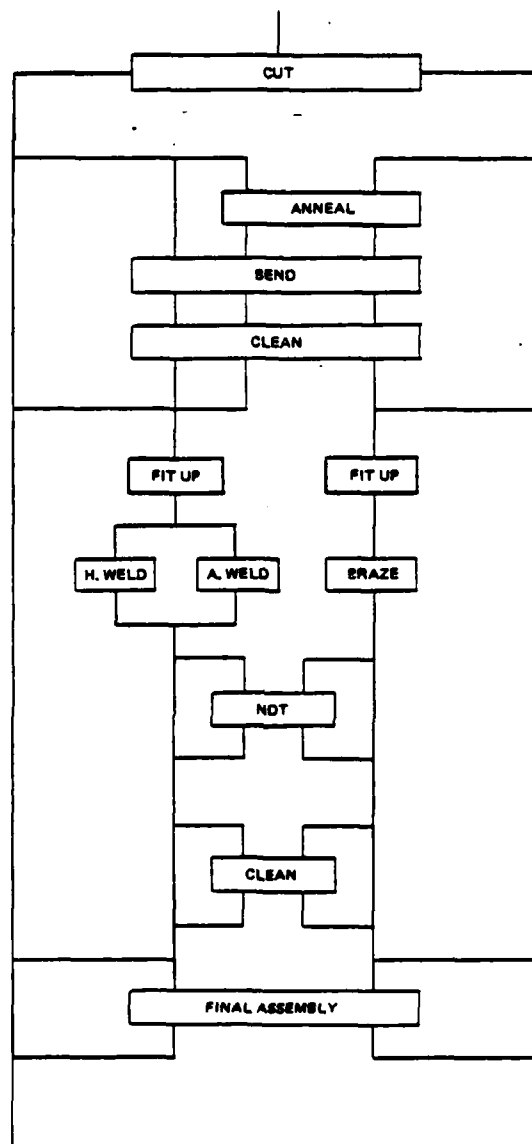 CUT
ANNEAL
SEND
CLEAN
FIT UP
FIT UP
H. WELD
A. WELD
BRAZE
NDT
CLEAN
FINAL ASSEMBLY